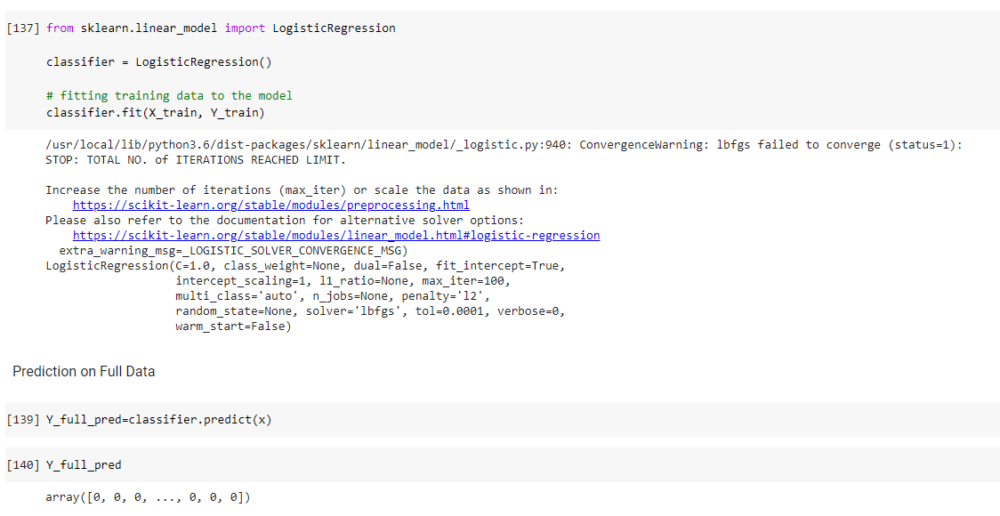 [137] from sklearn.linear_model import LogisticRegression
classifier = LogisticRegression()
# fitting training data to the model
classifier.fit(X_train, Y_train)
/usr/local/lib/python3.6/dist-packages/sklearn/linear_model/_logistic.py:940: ConvergenceWarning: lbfgs failed to converge (status=1):
STOP: TOTAL NO. of ITERATIONS REACHED LIMIT.
Increase the number of iterations (max_iter) or scale the data as shown in:
https://scikit-learn.org/stable/modules/preprocessing.html
Please also refer to the documentation for alternative solver options:
https://scikit-learn.org/stable/modules/linear_model.html#logistic-regression
extra_warning_msg=_LOGISTIC_SOLVER_CONVERGENCE_MSG)
LogisticRegression(C=1.0, class_weight=None, dual=False, fit_intercept=True,
intercept_scaling=1, l1_ratio=None, max_iter=100,
multi_class='auto', n_jobs=None, penalty='l2',
random_state=None, solver='lbfgs', tol=0.0001, verbose=0,
warm_start=False)
Prediction on Full Data
[139] Y_full_pred=classifier.predict(x)
[140] Y_full_pred
array([0, 0, 0, ..., 0, 0, 0])